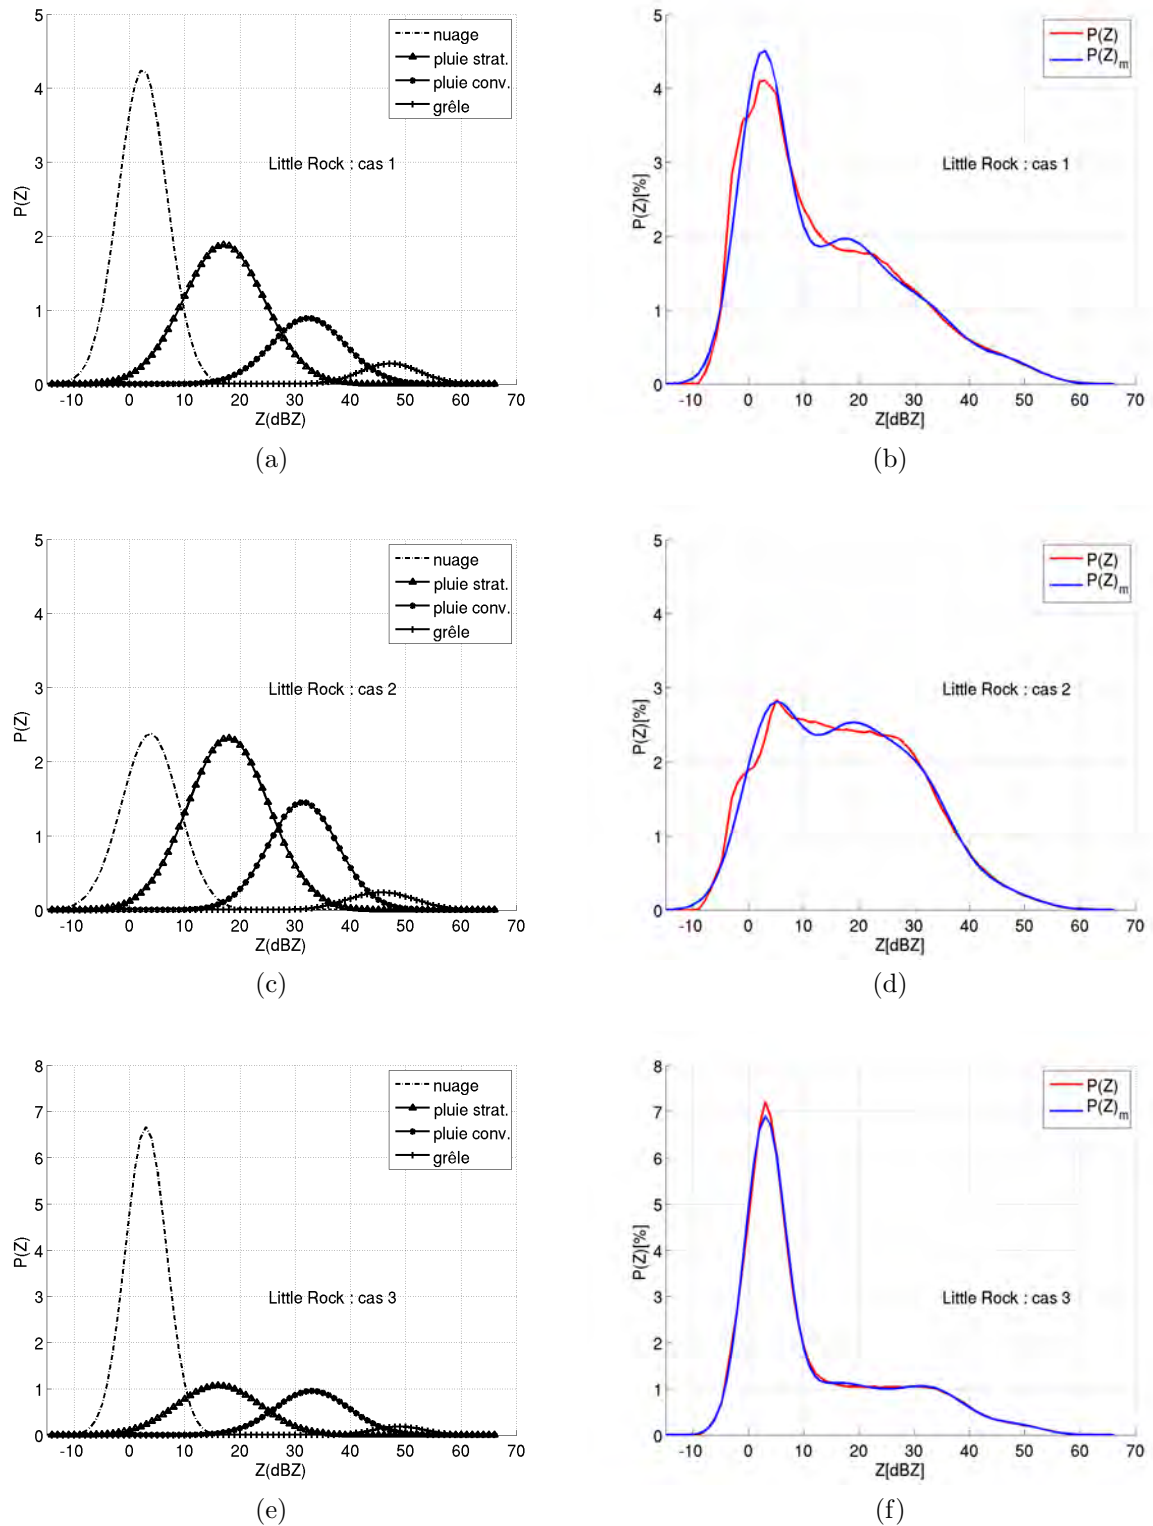 5
4
3
2
1
0
-10
0
10
20
30
40
50
60
70
P(Z)
Z(dBZ)
nuage
pluie strat.
pluie conv.
grêle
Little Rock : cas 1
(a)
5
4
3
2
1
0
-10
0
10
20
30
40
50
60
70
P(Z)[%]
Z[dBZ]
P(Z)
P(Z)m
Little Rock : cas 1
(b)
5
4
3
2
1
0
-10
0
10
20
30
40
50
60
70
P(Z)
Z(dBZ)
nuage
pluie strat.
pluie conv.
grêle
Little Rock : cas 2
(c)
5
4
3
2
1
0
-10
0
10
20
30
40
50
60
70
P(Z)[%]
Z[dBZ]
P(Z)
P(Z)m
Little Rock : cas 2
(d)
8
7
6
5
4
3
2
1
0
-10
0
10
20
30
40
50
60
70
P(Z)
Z(dBZ)
nuage
pluie strat.
pluie conv.
grêle
Little Rock : cas 3
(e)
8
7
6
5
4
3
2
1
0
-10
0
10
20
30
40
50
60
70
P(Z)[%]
Z[dBZ]
P(Z)
P(Z)m
Little Rock : cas 3
(f)